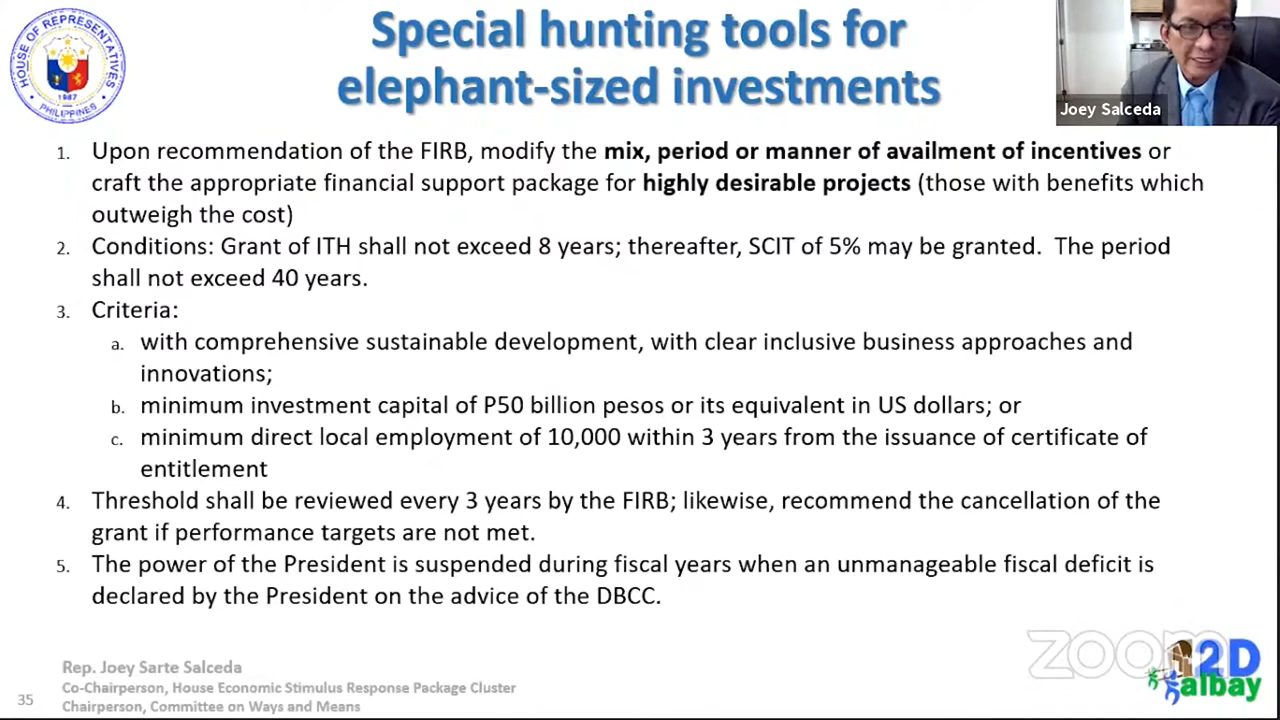 Special hunting tools for
elephant-sized investments
HOUSE OF REPRESENTATIVES
1987
PHILIPPINES
Joey Salceda
1. Upon recommendation of the FIRB, modify the mix, period or manner of availment of incentives or
craft the appropriate financial support package for highly desirable projects (those with benefits which
outweigh the cost)
2. Conditions: Grant of ITH shall not exceed 8 years; thereafter, SCIT of 5% may be granted. The period
shall not exceed 40 years.
3. Criteria:
a. with comprehensive sustainable development, with clear inclusive business approaches and
innovations;
b. minimum investment capital of P50 billion pesos or its equivalent in US dollars; or
c. minimum direct local employment of 10,000 within 3 years from the issuance of certificate of
entitlement
4. Threshold shall be reviewed every 3 years by the FIRB; likewise, recommend the cancellation of the
grant if performance targets are not met.
5. The power of the President is suspended during fiscal years when an unmanageable fiscal deficit is
declared by the President on the advice of the DBCC.
Rep. Joey Sarte Salceda
Co-Chairperson, House Economic Stimulus Response Package Cluster
Chairperson, Committee on Ways and Means
35
zoom
2D
albay